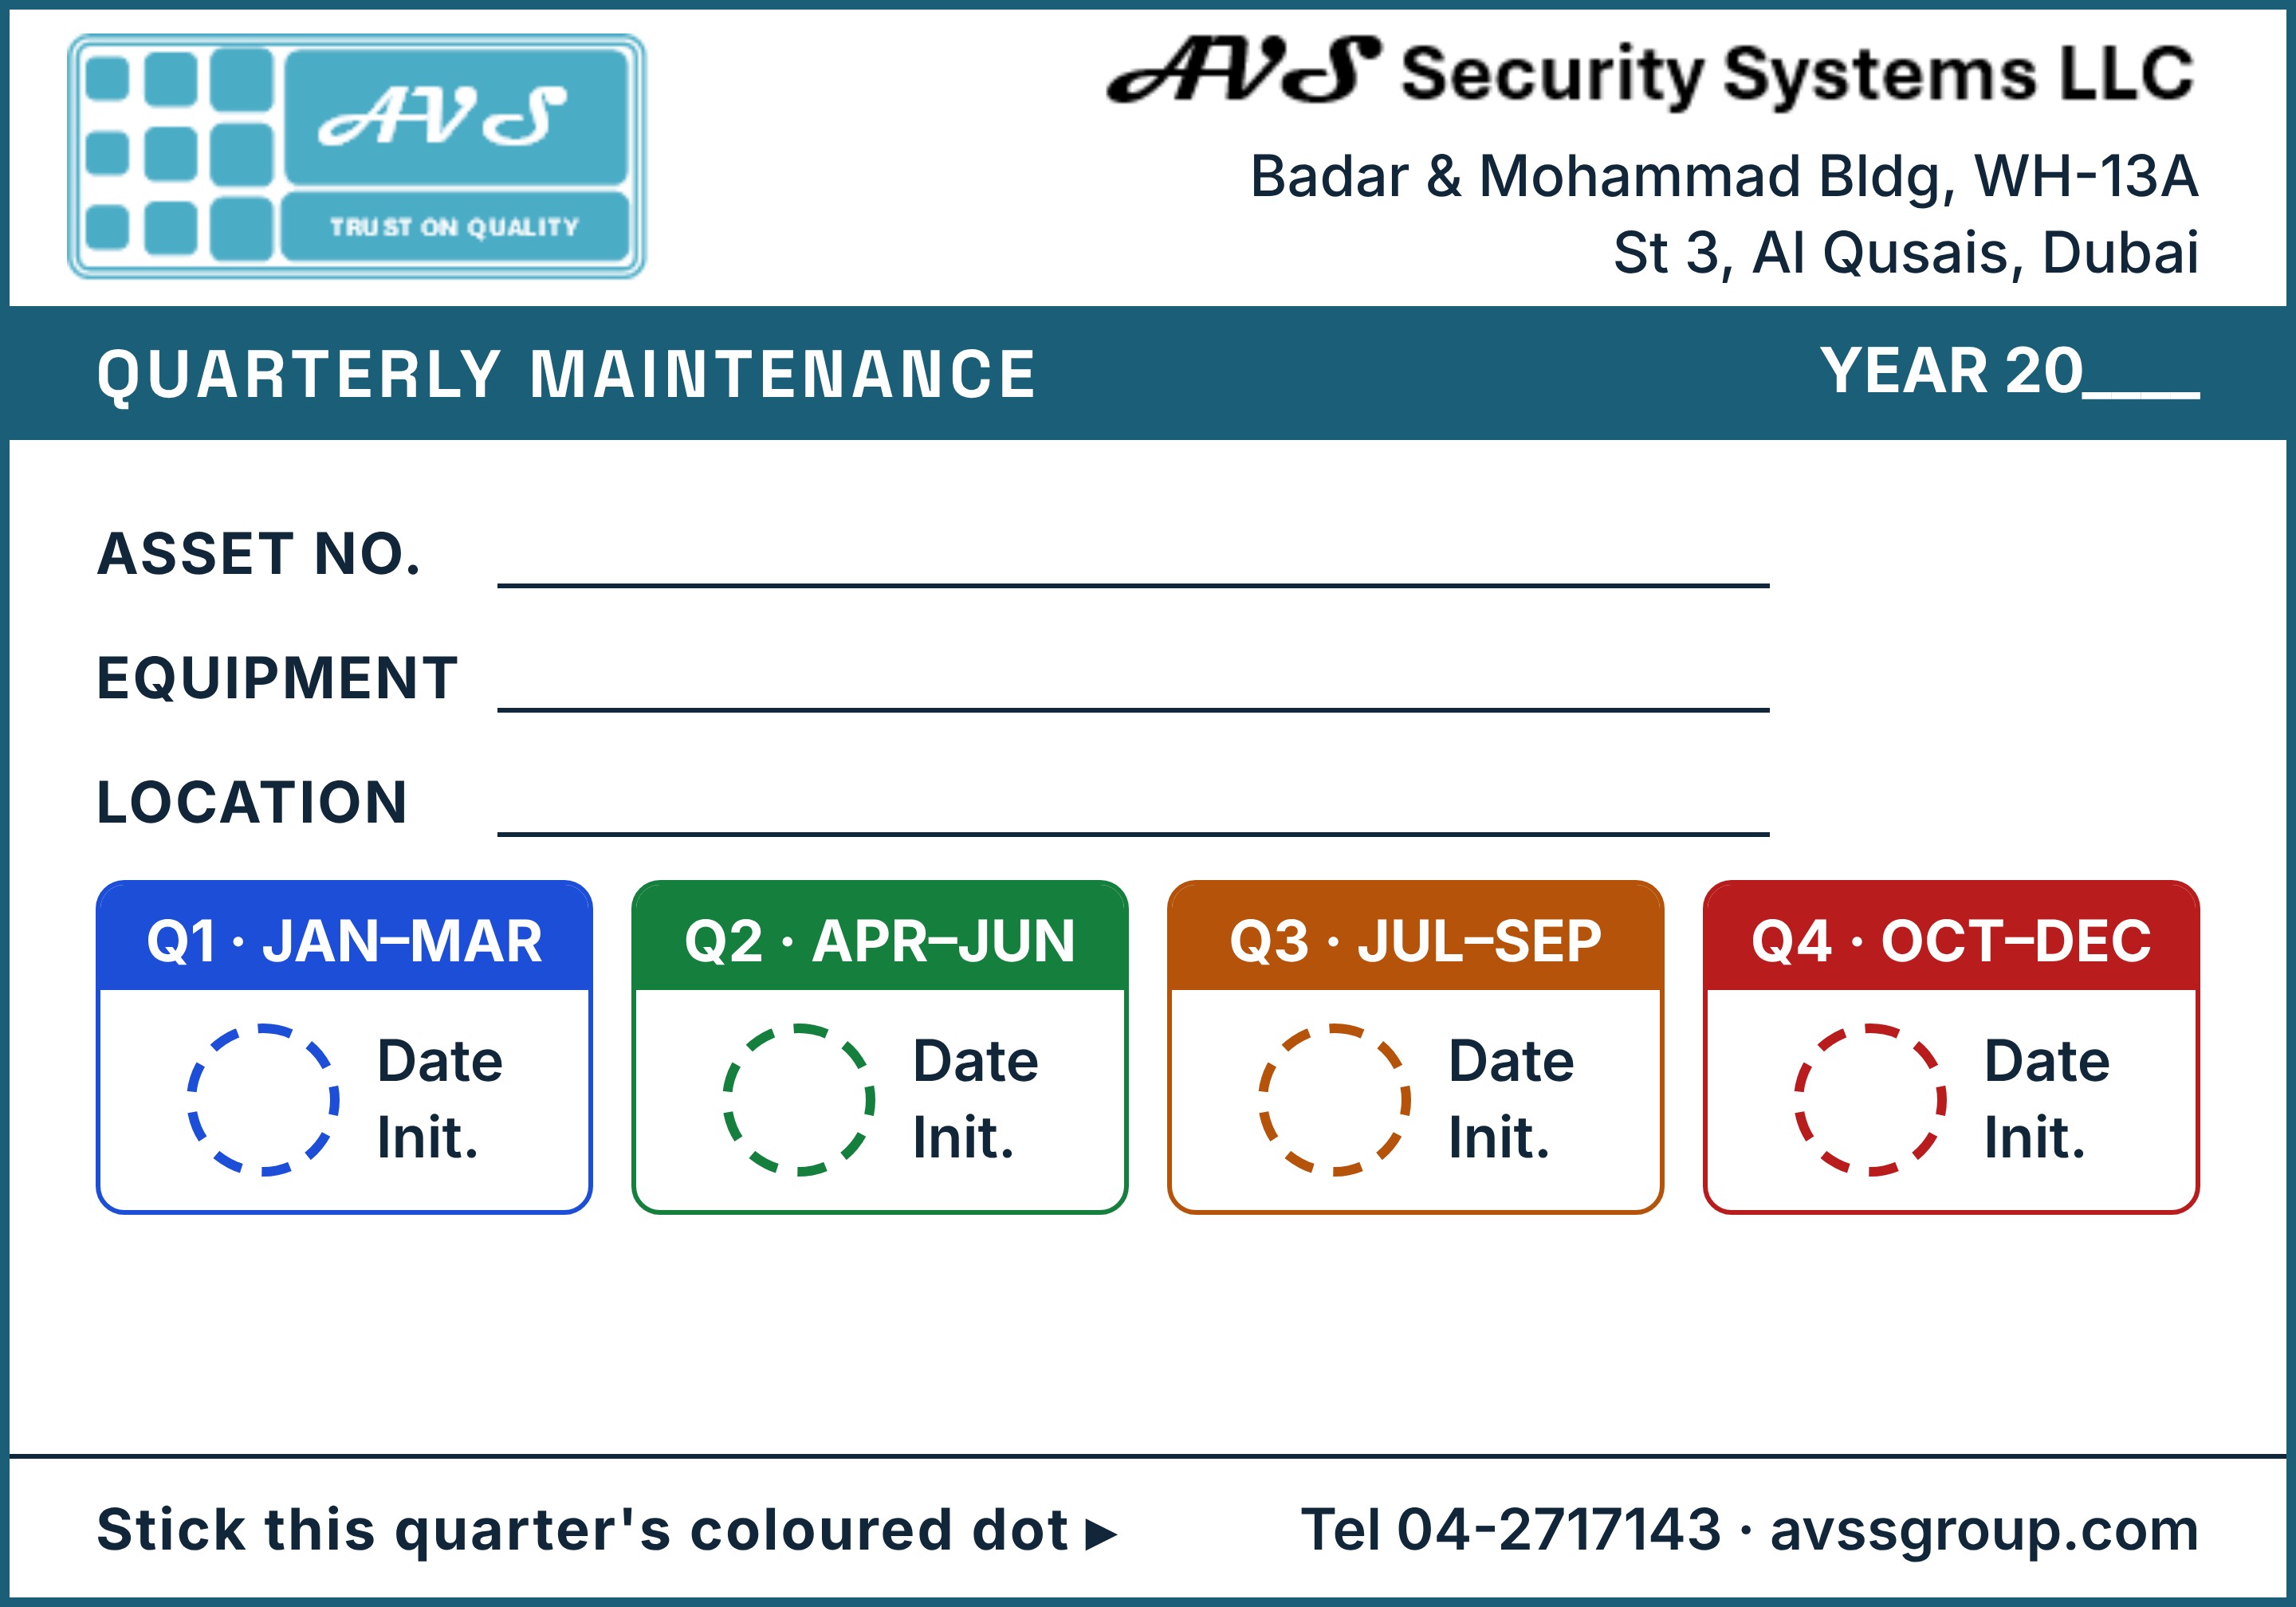 AVS
TRUST ON QUALITY
AVS Security Systems LLC
Badar & Mohammad Bldg, WH-13A
St 3, Al Qusais, Dubai
QUARTERLY MAINTENANCE
YEAR 20____
ASSET NO.
EQUIPMENT
LOCATION
Q1 · JAN–MAR
Date
Init.
Q2 · APR–JUN
Date
Init.
Q3 · JUL–SEP
Date
Init.
Q4 · OCT–DEC
Date
Init.
Stick this quarter's coloured dot ▸
Tel 04-2717143 · avssgroup.com